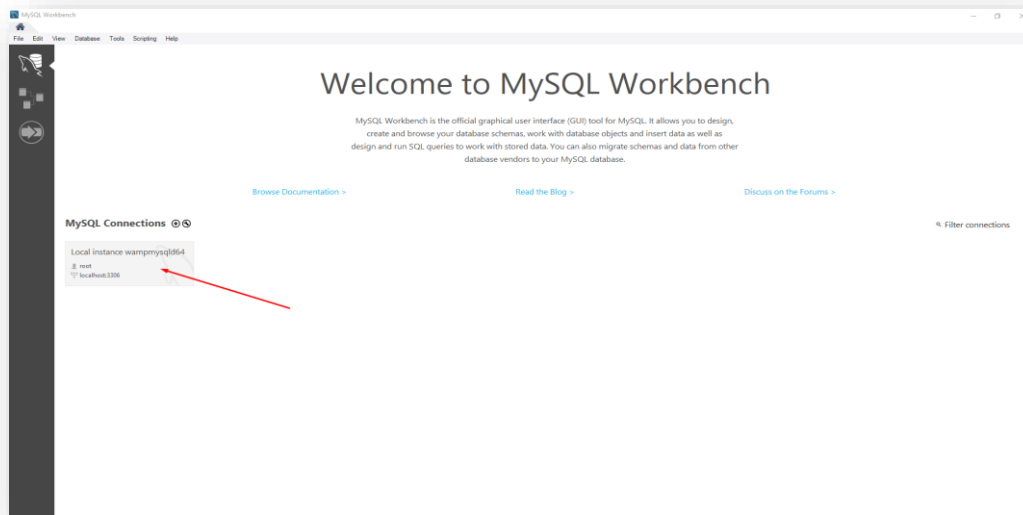 MySQL Workbench
File Edit View Database Tools Scripting Help
Welcome to MySQL Workbench
MySQL Workbench is the official graphical user interface (GUI) tool for MySQL. It allows you to design,
create and browse your database schemas, work with database objects and insert data as well as
design and run SQL queries to work with stored data. You can also migrate schemas and data from other
database vendors to your MySQL database.
Browse Documentation > Read the Blog > Discuss on the Forums >
MySQL Connections Filter connections
Local instance wampmysqld64
root
localhost:3306